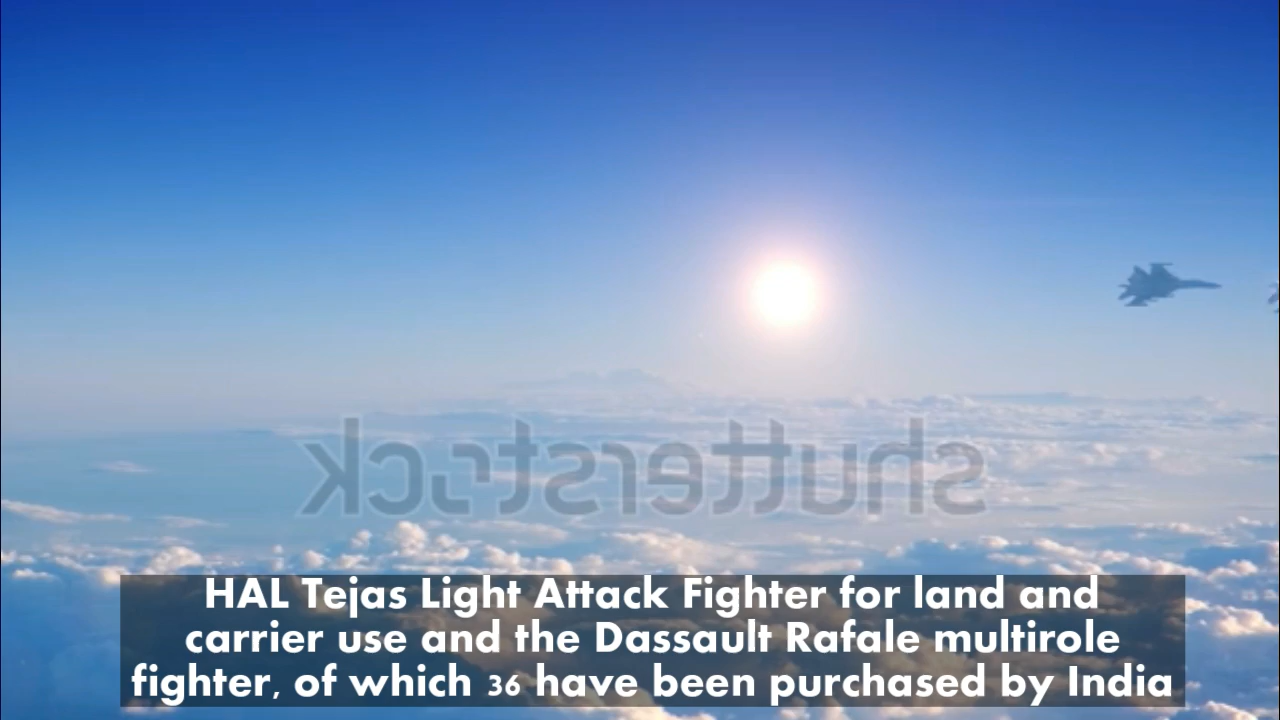 shutterstock
HAL Tejas Light Attack Fighter for land and
carrier use and the Dassault Rafale multirole
fighter, of which 36 have been purchased by India